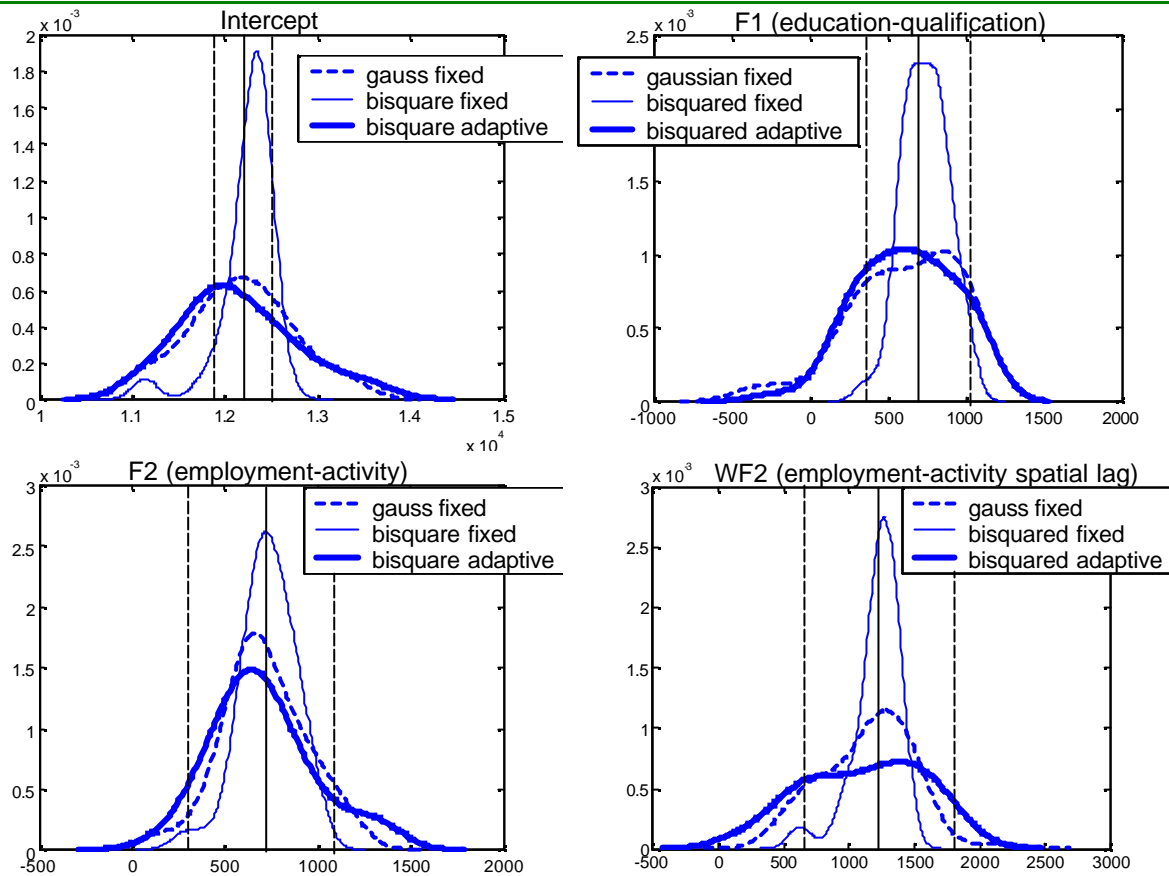 x 10-3
Intercept
2
1.8
1.6
1.4
1.2
1
0.8
0.6
0.4
0.2
0
gauss fixed
bisquare fixed
bisquare adaptive
1 1.1 1.2 1.3 1.4 1.5
x 10 4
x 10-3
F1 (education-qualification)
2.5
1.5
1
0.5
0
gaussian fixed
bisquared fixed
bisquared adaptive
-1000 -500 0 500 1000 1500 2000
x 10-3
F2 (employment-activity)
3
2.5
2
1.5
1
0.5
gauss fixed
bisquare fixed
bisquare adaptive
0 500 1000 1500 2000
x 10-3
WF2 (employment-activity spatial lag)
3
2.5
2
1.5
1
0.5
0
gauss fixed
bisquared fixed
bisquared adaptive
-500 0 500 1000 1500 2000 2500 3000